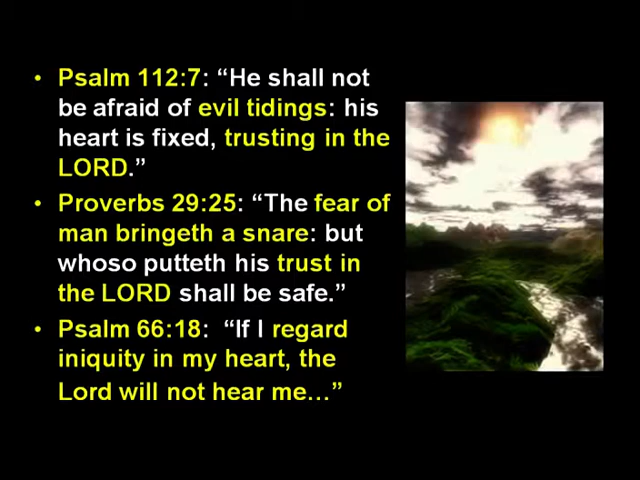 • Psalm 112:7: “He shall not
be afraid of evil tidings: his
heart is fixed, trusting in the
LORD.”
• Proverbs 29:25: “The fear of
man bringeth a snare: but
whoso putteth his trust in
the LORD shall be safe.”
• Psalm 66:18:  “If I regard
iniquity in my heart, the
Lord will not hear me…”